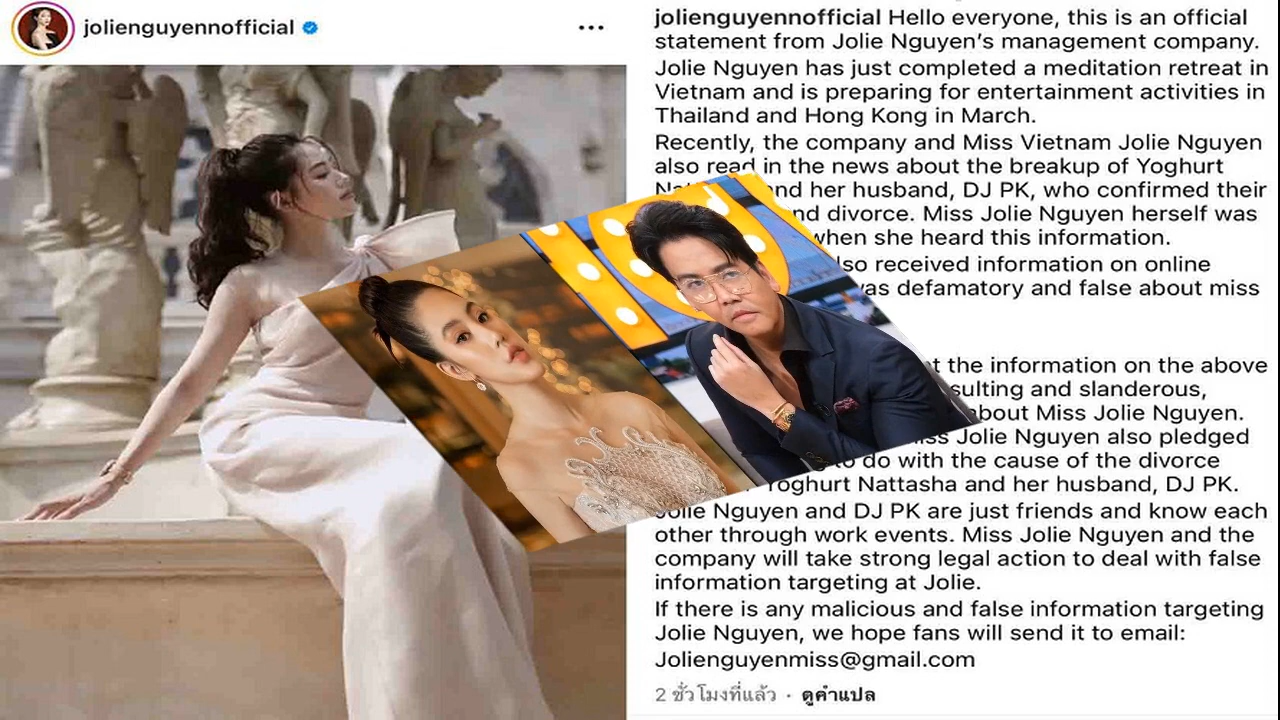 jolienguyennofficial
jolienguyennofficial Hello everyone, this is an official
statement from Jolie Nguyen's management company.
Jolie Nguyen has just completed a meditation retreat in
Vietnam and is preparing for entertainment activities in
Thailand and Hong Kong in March.
Recently, the company and Miss Vietnam Jolie Nguyen
also read in the news about the breakup of Yoghurt
and her husband, DJ PK, who confirmed their
and divorce. Miss Jolie Nguyen herself was
when she heard this information.
also received information on online
was defamatory and false about miss
the information on the above
and slanderous,
about Miss Jolie Nguyen.
Jolie Nguyen also pledged
to do with the cause of the divorce
Yoghurt Nattasha and her husband, DJ PK.
Jolie Nguyen and DJ PK are just friends and know each
other through work events. Miss Jolie Nguyen and the
company will take strong legal action to deal with false
information targeting at Jolie.
If there is any malicious and false information targeting
Jolie Nguyen, we hope fans will send it to email:
Jolienguyenmiss@gmail.com
2 ชั่วโมงที่แล้ว · ดูคำแปล